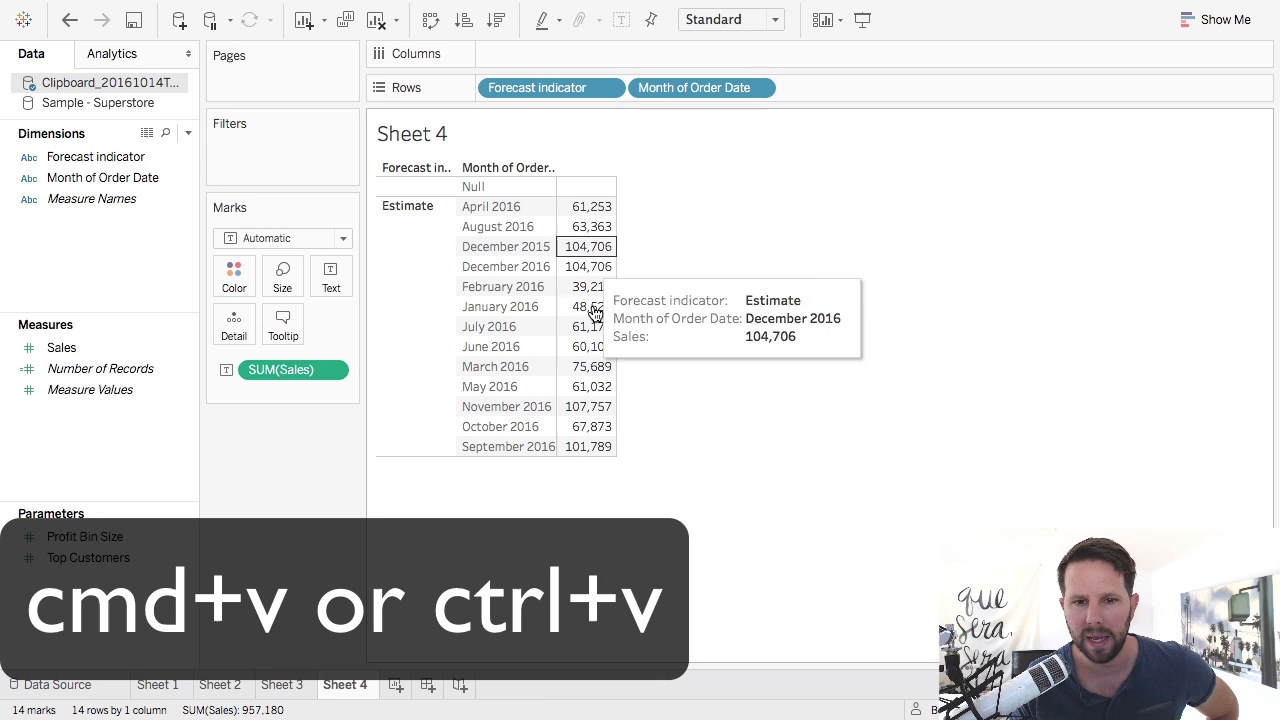 Standard
Show Me
Data
Analytics
Pages
Columns
Clipboard_20161014T...
Rows
Forecast indicator
Month of Order Date
Sample - Superstore
Filters
Dimensions
Sheet 4
Abc Forecast indicator
Forecast in..
Month of Order..
Abc Month of Order Date
Null
Abc Measure Names
Marks
Estimate
April 2016 61,253
August 2016 63,363
Automatic
December 2015 104,706
December 2016 104,706
Color
Size
Text
February 2016
January 2016
July 2016
June 2016
March 2016 75,689
May 2016 61,032
November 2016 107,757
October 2016 67,873
September 2016 101,789
Forecast indicator: Estimate
Month of Order Date: December 2016
Sales: 104,706
Detail
Tooltip
SUM(Sales)
Measures
Sales
Number of Records
Measure Values
Parameters
Profit Bin Size
Top Customers
cmd+v or ctrl+v
que
sera,
sera
Data Source
Sheet 1
Sheet 2
Sheet 3
Sheet 4
14 marks
14 rows by 1 column